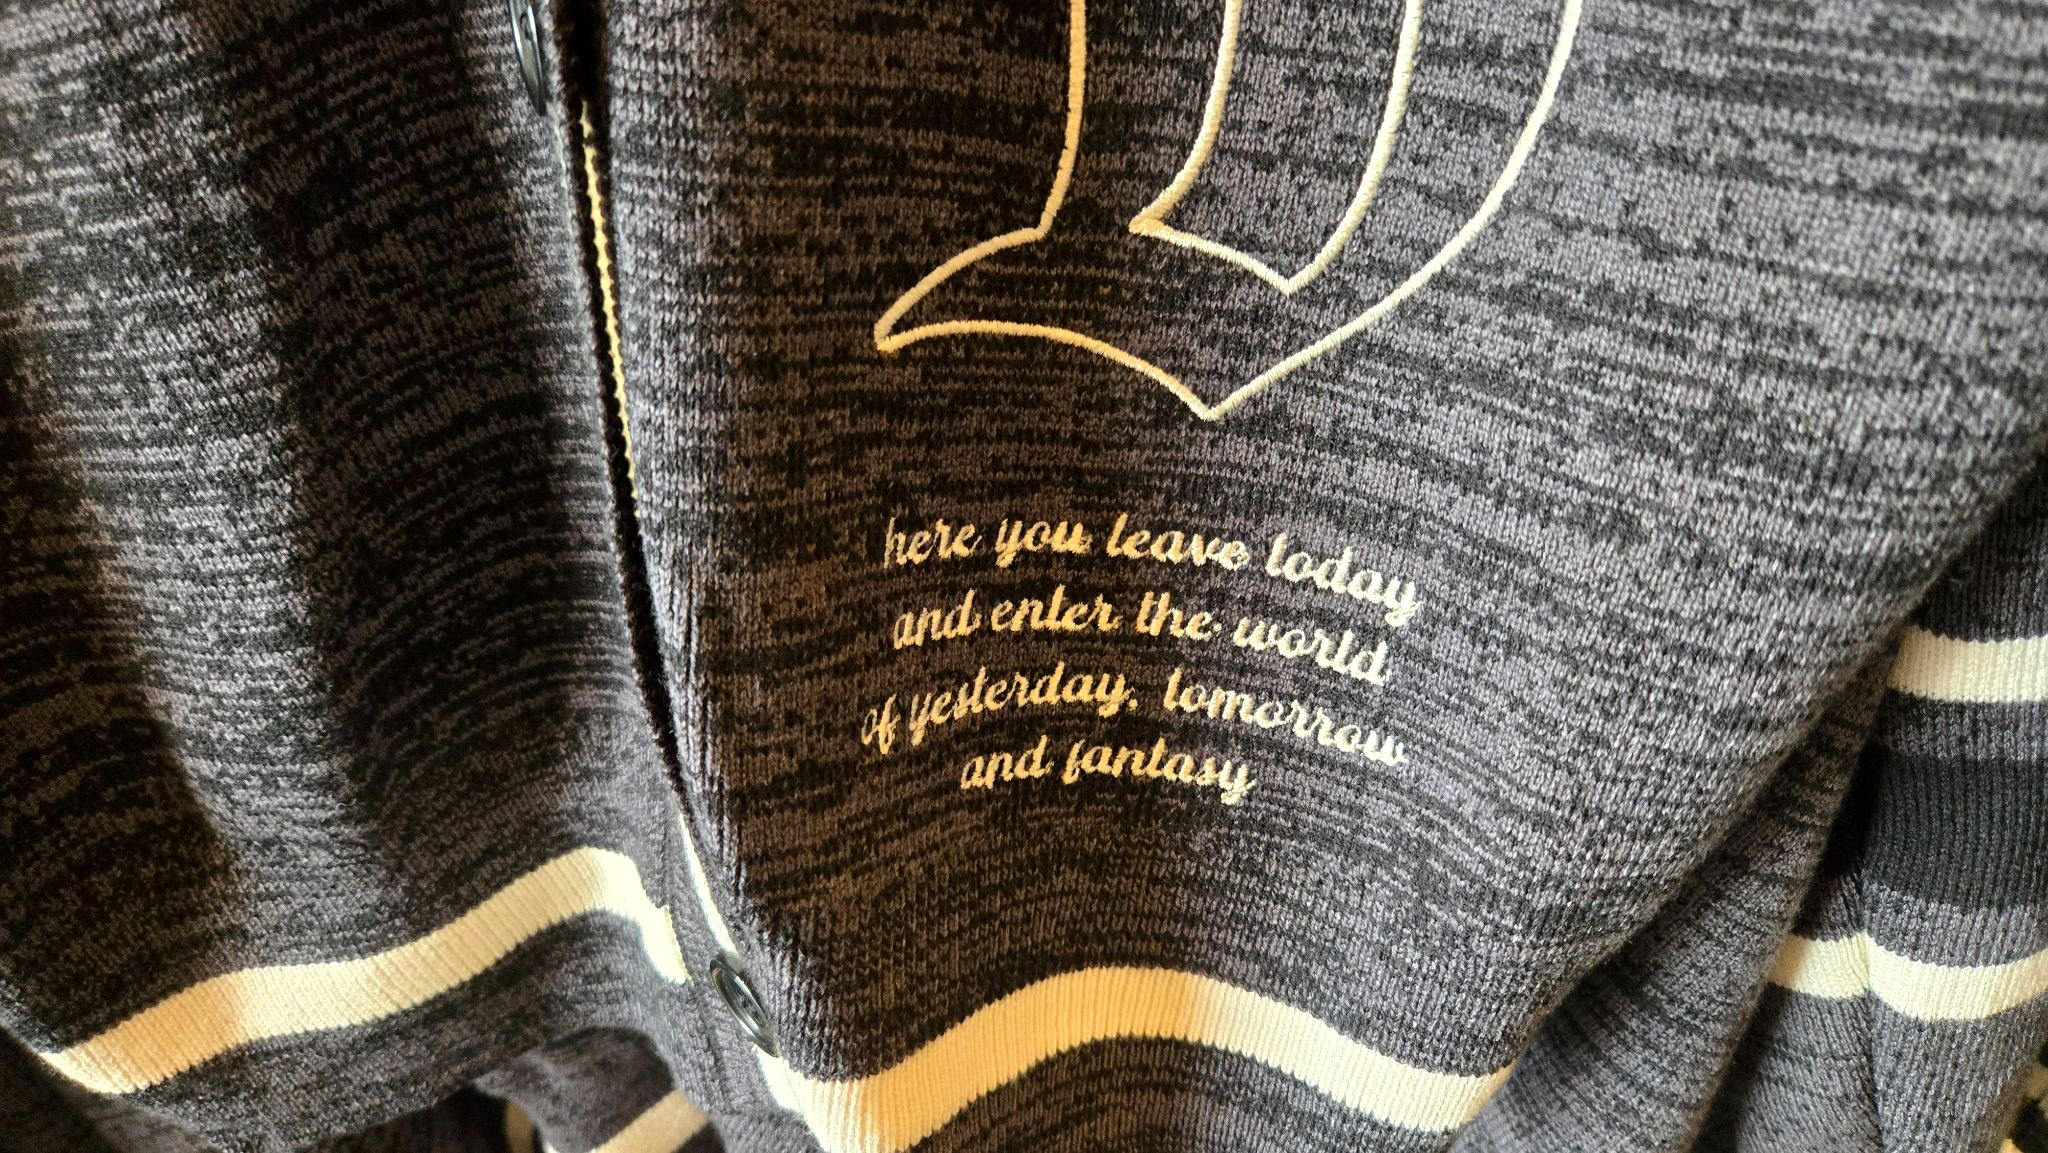 here you leave today
and enter the world
of yesterday, tomorrow
and fantasy